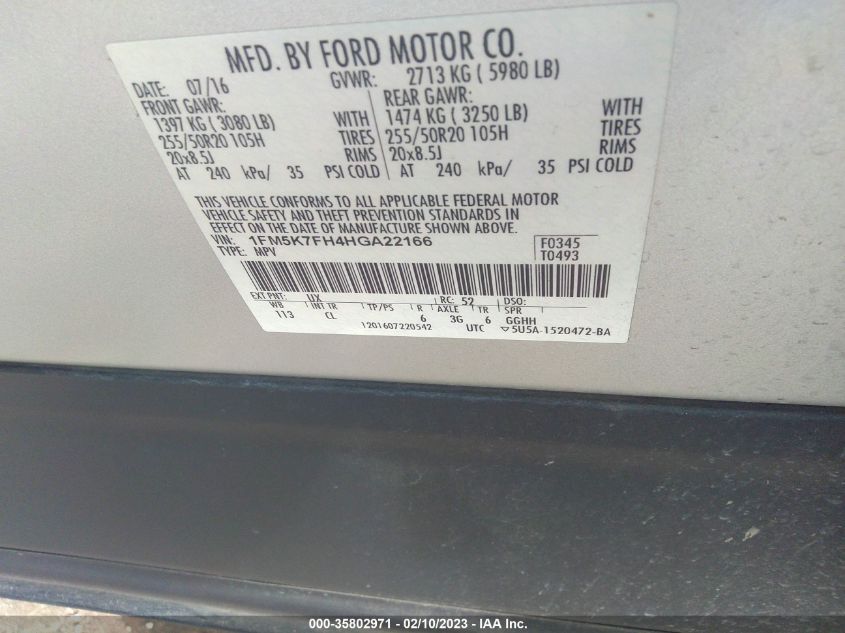 MFD. BY FORD MOTOR CO.
DATE: 07/16
GVWR: 2713 KG ( 5980 LB)
FRONT GAWR:
1397 KG ( 3080 LB) WITH
255/50R20 105H TIRES
20x8.5J RIMS
AT 240 kPa/ 35 PSI COLD
REAR GAWR:
1474 KG ( 3250 LB) WITH
255/50R20 105H TIRES
20x8.5J RIMS
AT 240 kPa/ 35 PSI COLD
THIS VEHICLE CONFORMS TO ALL APPLICABLE FEDERAL MOTOR
VEHICLE SAFETY AND THEFT PREVENTION STANDARDS IN
EFFECT ON THE DATE OF MANUFACTURE SHOWN ABOVE.
VIN: 1FM5K7FH4HGA22166
TYPE: MPV
F0345
T0493
EXT PNT: UX RC: 52 DSO:
WB INT TR TP/PS R AXLE TR SPR
113 CL 6 3G 6 GGHH
1201607220542 UTC ▽5U5A-1520472-BA
000-35802971 - 02/10/2023 - IAA Inc.